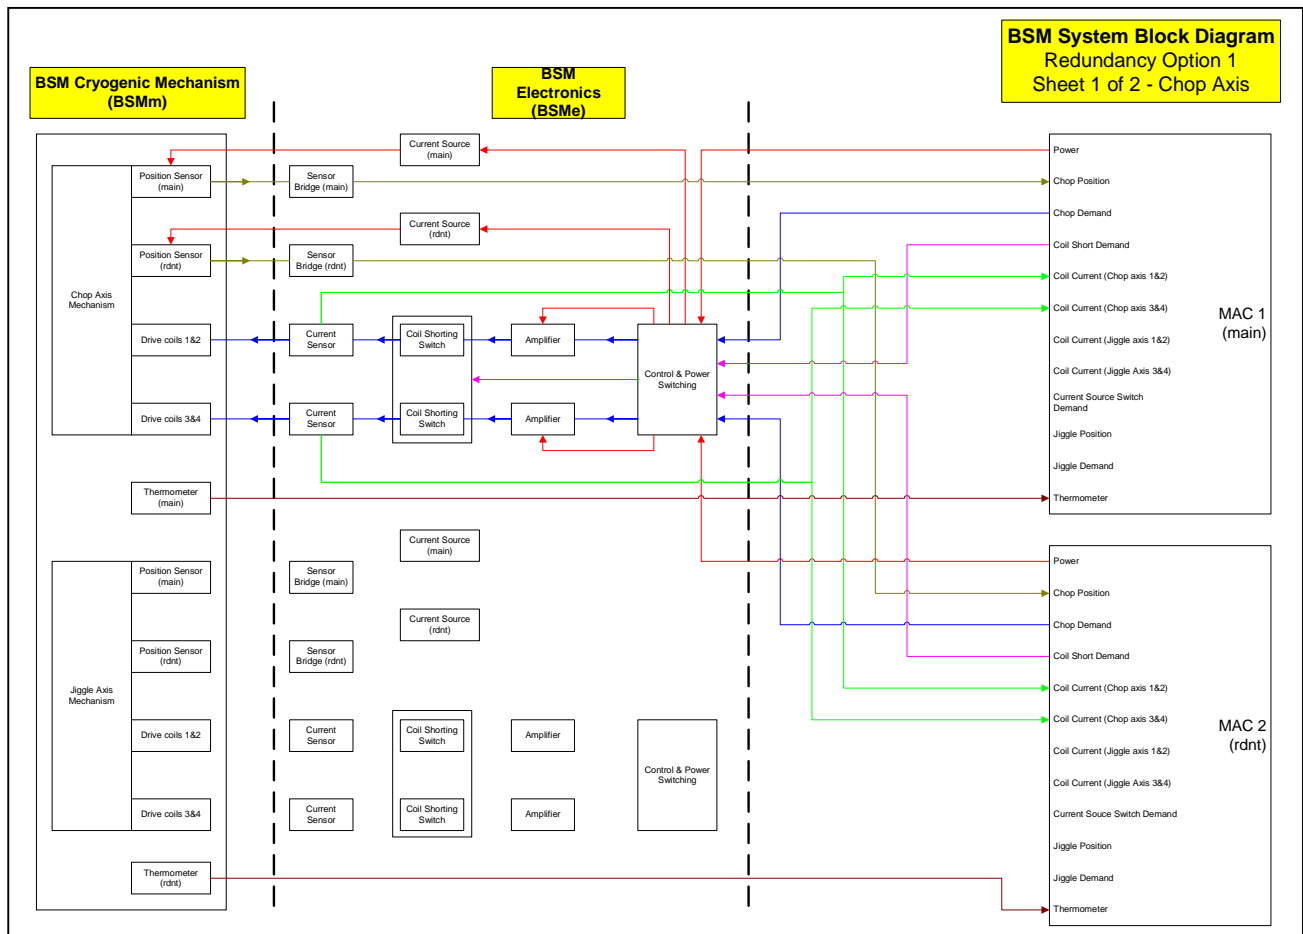 BSM System Block Diagram
Redundancy Option 1
Sheet 1 of 2 - Chop Axis
BSM Cryogenic Mechanism
(BSMm)
BSM
Electronics
(BSMe)
Chop Axis
Mechanism
Position Sensor
(main)
Position Sensor
(rdnt)
Drive coils 1&2
Drive coils 3&4
Thermometer
(main)
Jiggle Axis
Mechanism
Position Sensor
(main)
Position Sensor
(rdnt)
Drive coils 1&2
Drive coils 3&4
Thermometer
(rdnt)
Current Source
(main)
Sensor
Bridge (main)
Current Source
(rdnt)
Sensor
Bridge (rdnt)
Current
Sensor
Coil Shorting
Switch
Amplifier
Control & Power
Switching
Current
Sensor
Coil Shorting
Switch
Amplifier
Current Source
(main)
Sensor
Bridge (main)
Current Source
(rdnt)
Sensor
Bridge (rdnt)
Current
Sensor
Coil Shorting
Switch
Amplifier
Control & Power
Switching
Current
Sensor
Coil Shorting
Switch
Amplifier
Power
Chop Position
Chop Demand
Coil Short Demand
Coil Current (Chop axis 1&2)
Coil Current (Chop axis 3&4)
Coil Current (Jiggle axis 1&2)
Coil Current (Jiggle Axis 3&4)
Current Source Switch
Demand
Jiggle Position
Jiggle Demand
Thermometer
MAC 1
(main)
Power
Chop Position
Chop Demand
Coil Short Demand
Coil Current (Chop axis 1&2)
Coil Current (Chop axis 3&4)
Coil Current (Jiggle axis 1&2)
Coil Current (Jiggle Axis 3&4)
Current Souce Switch Demand
Jiggle Position
Jiggle Demand
Thermometer
MAC 2
(rdnt)